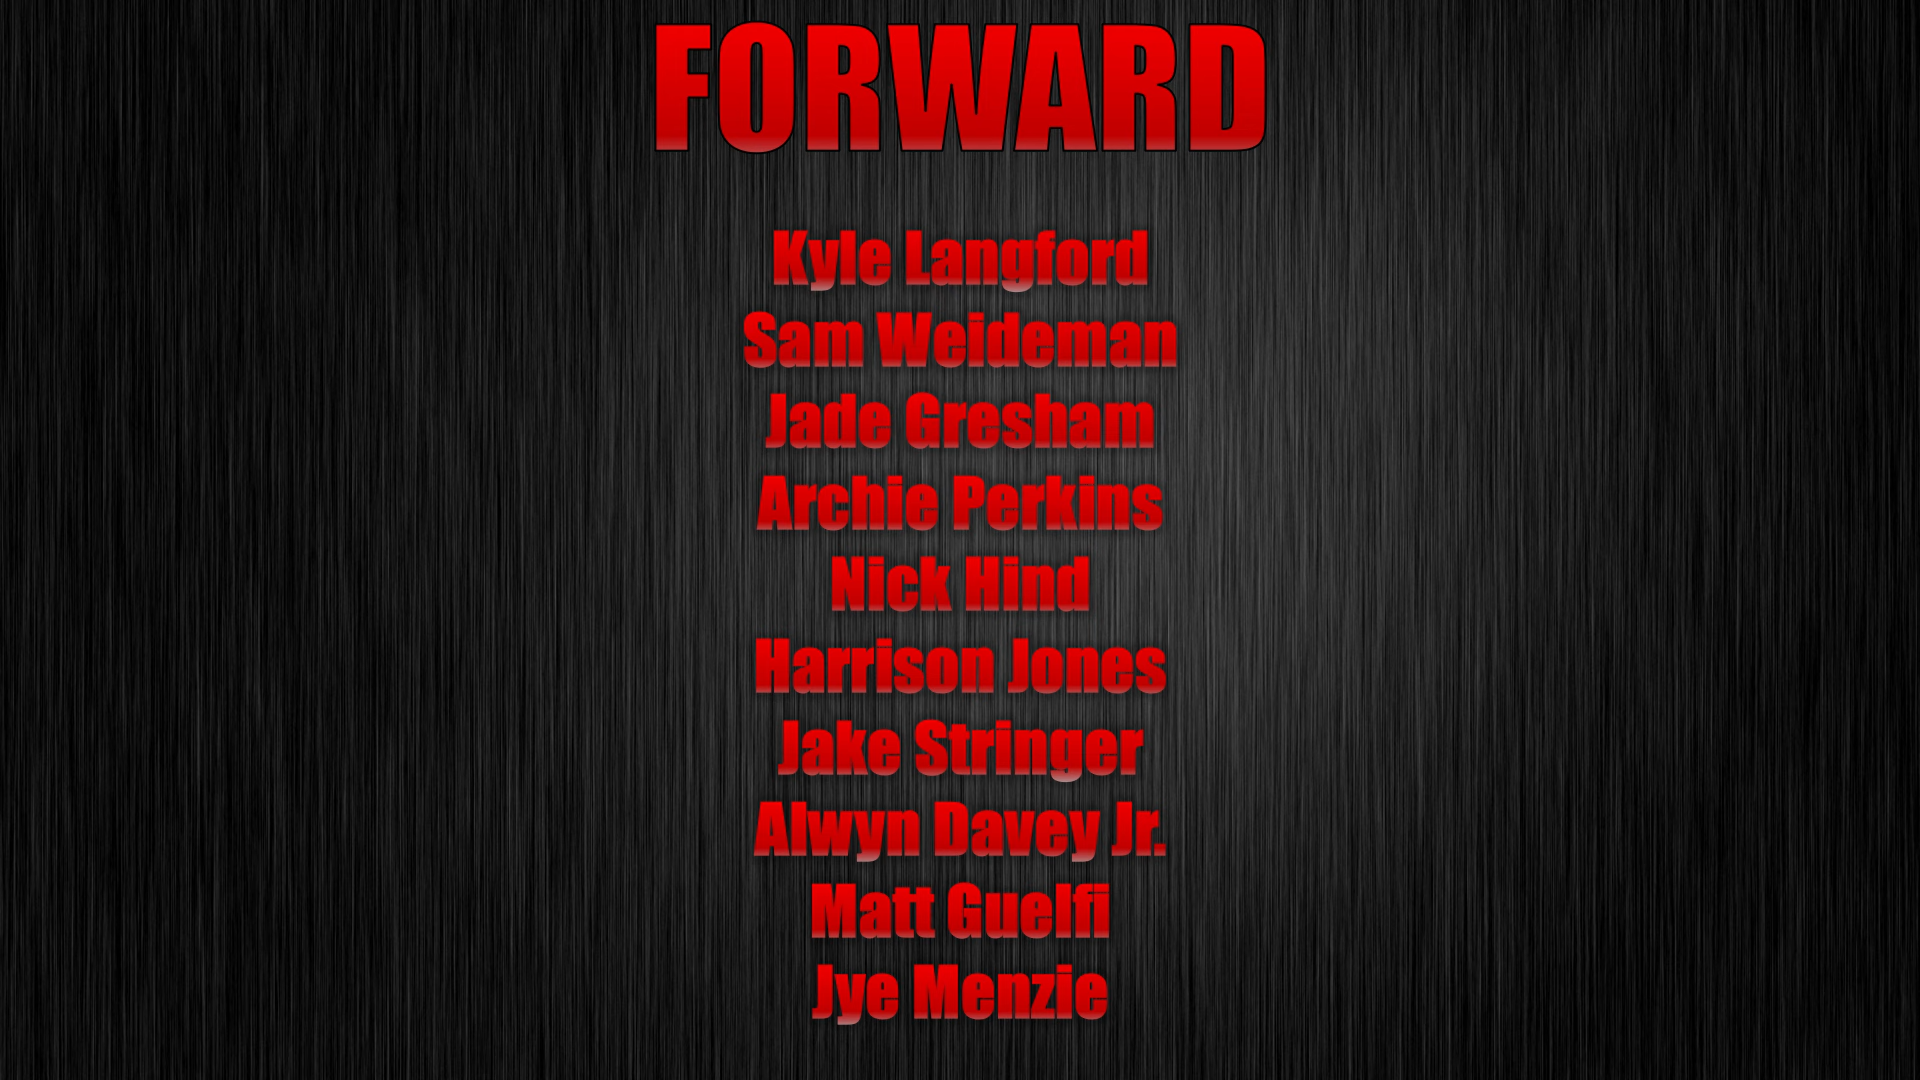 FORWARD
Kyle Langford
Sam Weideman
Jade Gresham
Archie Perkins
Nick Hind
Harrison Jones
Jake Stringer
Alwyn Davey Jr.
Matt Guelfi
Jye Menzie